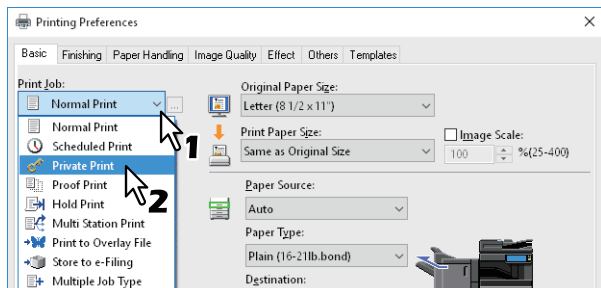 Printing Preferences
Basic Finishing Paper Handling Image Quality Effect Others Templates
Print Job:
Normal Print
...
Normal Print
Scheduled Print
Private Print
Proof Print
Hold Print
Multi Station Print
Print to Overlay File
Store to e-Filing
Multiple Job Type
1
2
Original Paper Size:
Letter (8 1/2 x 11")
Print Paper Size:
Same as Original Size
Image Scale:
100 %(25-400)
Paper Source:
Auto
Paper Type:
Plain (16-21lb.bond)
Destination: